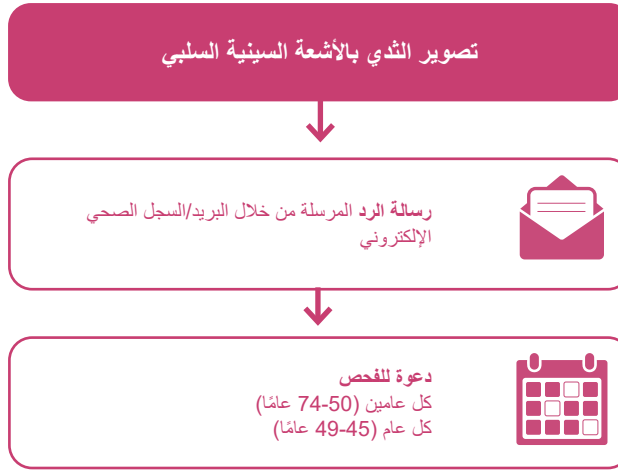 تصوير الثدي بالأشعة السينية السلبي
رسالة الرد المرسلة من خلال البريد/السجل الصحي
الإلكتروني
دعوة للفحص
كل عامين (50-74 عامًا)
كل عام (45-49 عامًا)